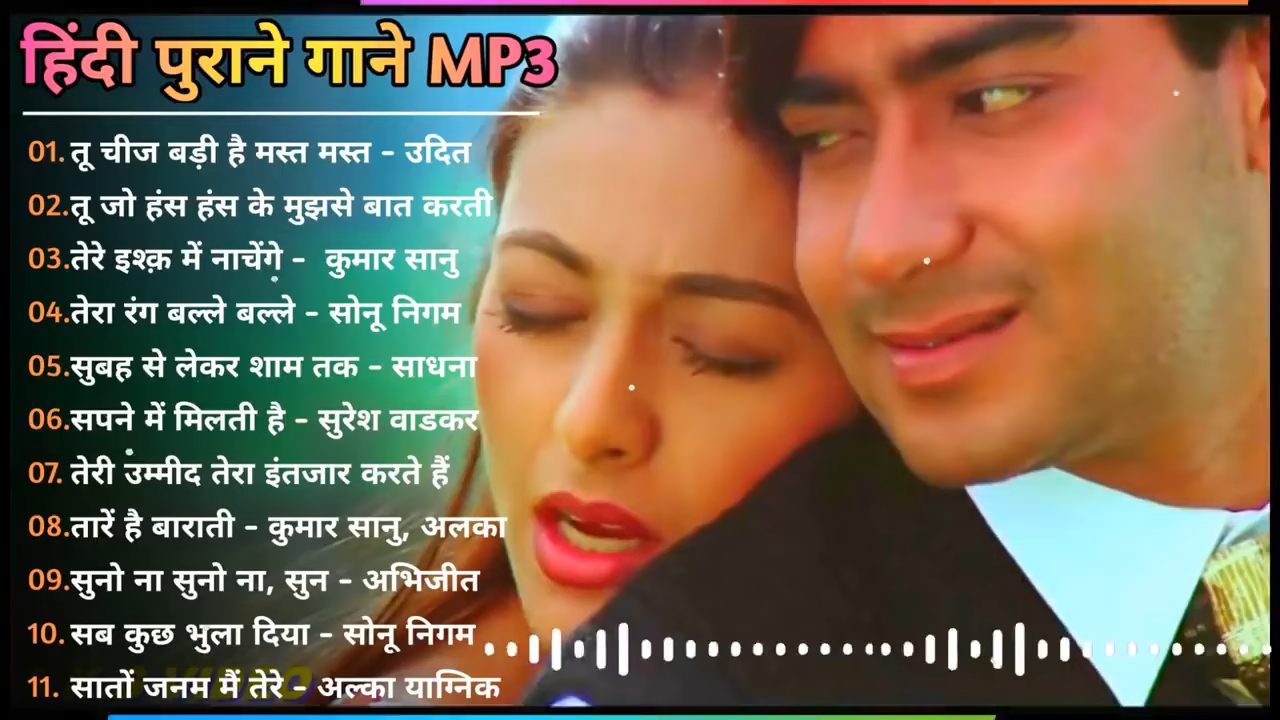 हिंदी पुराने गाने MP3
01. तू चीज बड़ी है मस्त मस्त - उदित
02.तू जो हंस हंस के मुझसे बात करती
03.तेरे इश्क़ में नाचेंगे - कुमार सानु
04.तेरा रंग बल्ले बल्ले - सोनू निगम
05.सुबह से लेकर शाम तक - साधना
06.सपने में मिलती है - सुरेश वाडकर
07. तेरी उम्मीद तेरा इंतजार करते हैं
08.तारें है बाराती - कुमार सानु, अलका
09.सुनो ना सुनो ना, सुन - अभिजीत
10. सब कुछ भुला दिया - सोनू निगम
11. सातों जनम मैं तेरे - अल्का याग्निक